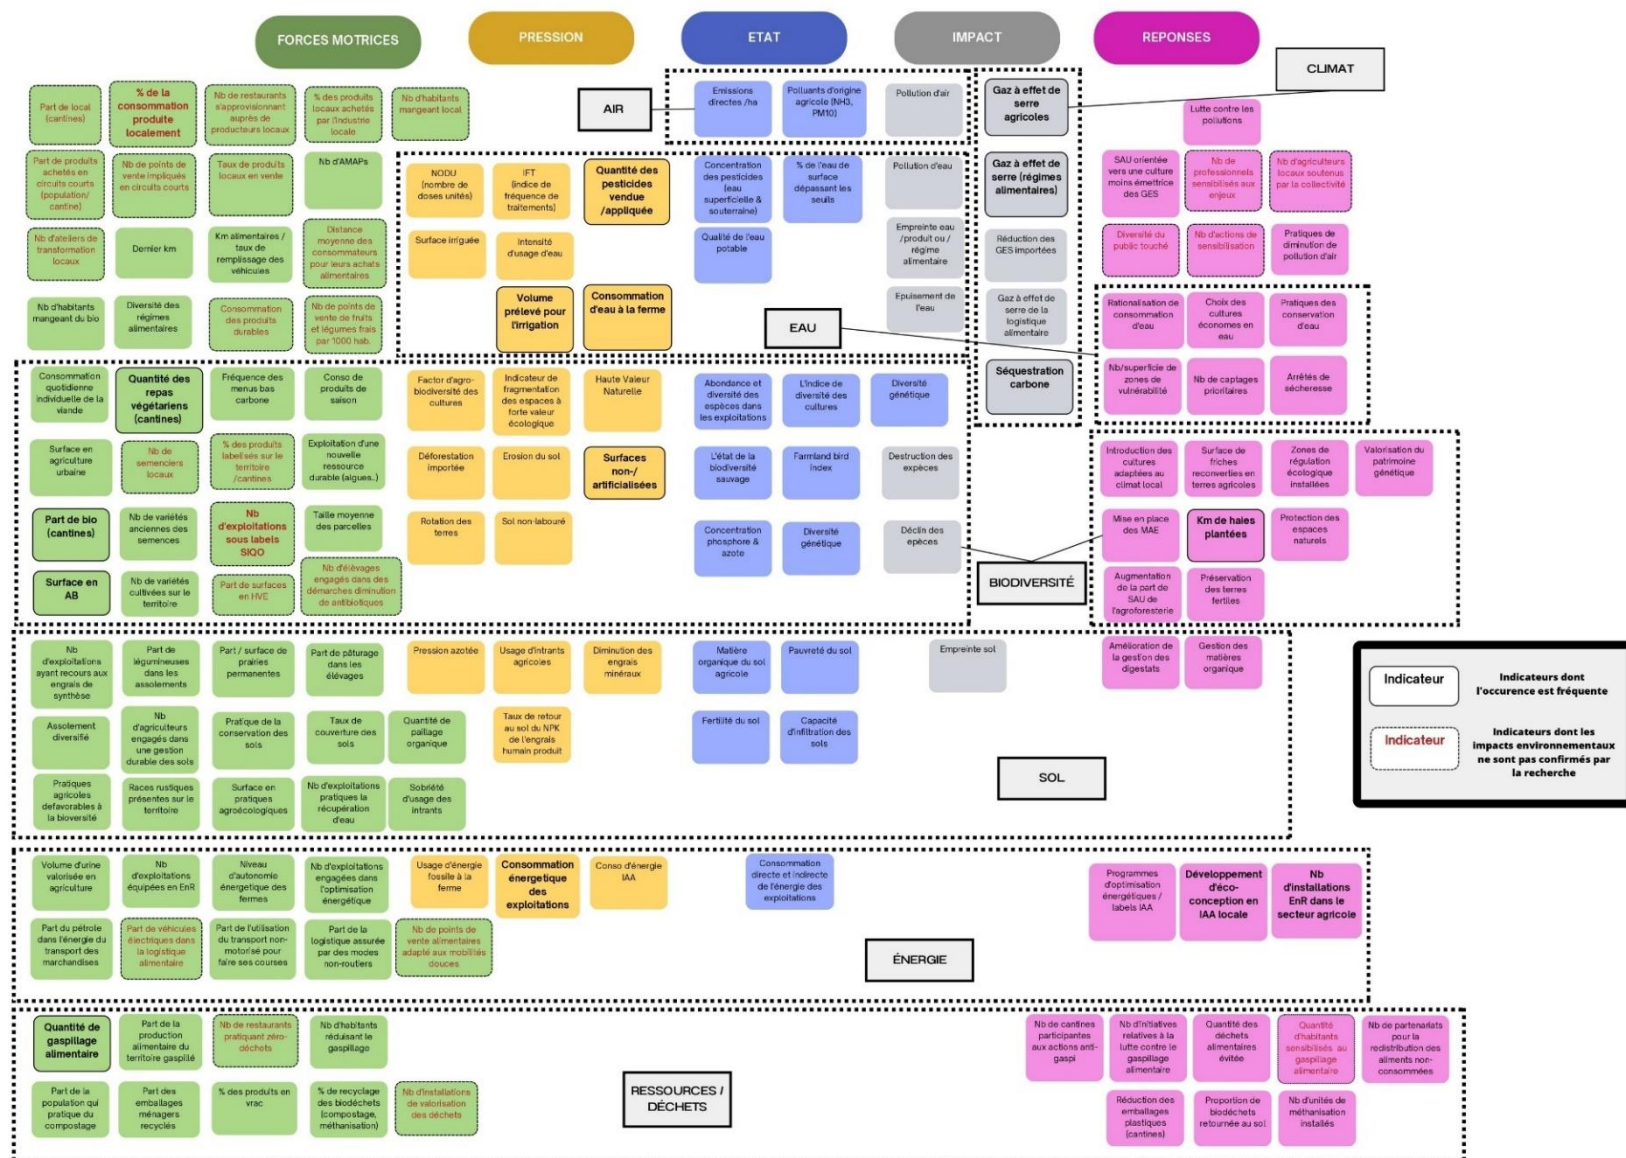 FORCES MOTRICES
PRESSION
ETAT
IMPACT
REPONSES
CLIMAT
AIR
Part de local
(cantines)
% de la
consommation
produite
localement
Nb de restaurants
s'approvisionnant
auprès de
producteurs locaux
% des produits
locaux achetés
par l'industrie
locale
Nb d'habitants
mangeant local
Emissions
directes /ha
Polluants d'origine
agricole (NH3,
PM10)
Pollution d'air
Gaz à effet de
serre
agricoles
Lutte contre les
pollutions
Part de produits
achetés en
circuits courts
(population/
cantine)
Nb de points de
vente impliqués
en circuits courts
Taux de produits
locaux en vente
Nb d'AMAPs
NODU
(nombre de
doses unités)
IFT
(indice de
fréquence de
traitements)
Quantité des
pesticides
vendue
/appliquée
Concentration
des pesticides
(eau
superficielle &
souterraine)
% de l'eau de
surface
dépassant les
seuils
Pollution d'eau
Gaz à effet de
serre (régimes
alimentaires)
SAU orientée
vers une culture
moins émettrice
des GES
Nb de
professionnels
sensibilisés aux
enjeux
Nb d'agriculteurs
locaux soutenus
par la collectivité
Nb d'ateliers de
transformation
locaux
Dernier km
Km alimentaires /
taux de
remplissage des
véhicules
Distance
moyenne des
consommateurs
pour leurs achats
alimentaires
Surface irriguée
Intensité
d'usage d'eau
Qualité de l'eau
potable
Empreinte eau
/produit ou /
régime
alimentaire
Réduction des
GES importées
Diversité du
public touché
Nb d'actions de
sensibilisation
Pratiques de
diminution de
pollution d'air
Nb d'habitants
mangeant du bio
Diversité des
régimes
alimentaires
Consommation
des produits
durables
Nb de points de
vente de fruits
et légumes frais
par 1000 hab.
Volume
prélevé pour
l'irrigation
Consommation
d'eau à la ferme
EAU
Epuisement de
l'eau
Gaz à effet de
serre de la
logistique
alimentaire
Rationalisation de
consommation
d'eau
Choix des
cultures
économes en
eau
Pratiques des
conservation
d'eau
Consommation
quotidienne
individuelle de la
viande
Quantité des
repas
végétariens
(cantines)
Fréquence des
menus bas
carbone
Conso de
produits de
saison
Factor d'agro-
biodiversité des
cultures
Indicateur de
fragmentation
des espaces à
forte valeur
écologique
Haute Valeur
Naturelle
Abondance et
diversité des
espèces dans
les exploitations
L'indice de
diversité des
cultures
Diversité
génétique
Séquestration
carbone
Nb/superficie de
zones de
vulnérabilité
Nb de captages
prioritaires
Arrêtés de
sécheresse
Surface en
agriculture
urbaine
Nb de
semenciers
locaux
% des produits
labelisés sur le
territoire
/cantines
Exploitation d'une
nouvelle
ressource
durable (algues..)
Déforestation
importée
Erosion du sol
Surfaces
non-/
artificialisées
L'état de la
biodiversité
sauvage
Farmland bird
index
Destruction des
expèces
Introduction des
cultures
adaptées au
climat local
Surface de
friches
reconverties en
terres agricoles
Zones de
régulation
écologique
installées
Valorisation du
patrimoine
génétique
Part de bio
(cantines)
Nb de variétés
anciennes des
semences
Nb
d'exploitations
sous labels
SIQO
Taille moyenne
des parcelles
Rotation des
terres
Sol non-labouré
Concentration
phosphore &
azote
Diversité
génétique
Déclin des
epèces
Mise en place
des MAE
Km de haies
plantées
Protection des
espaces
naturels
BIODIVERSITÉ
Surface en
AB
Nb de variétés
cultivées sur le
territoire
Part de surfaces
en HVE
Nb d'élèvages
engagés dans des
démarches diminution
de antibiotiques
Augmentation
de la part de
SAU de
l'agroforesterie
Préservation
des terres
fertiles
Nb
d'exploitations
ayant recours aux
engrais de
synthèse
Part de
légumineuses
dans les
assolements
Part / surface de
prairies
permanentes
Part de pâturage
dans les
élévages
Pression azotée
Usage d'intrants
agricoles
Diminution des
engrais
minéraux
Matière
organique du sol
agricole
Pauvreté du sol
Empreinte sol
Amélioration de
la gestion des
digestats
Gestion des
matières
organique
Indicateur
Indicateurs dont
l'occurence est fréquente
Indicateur
Indicateurs dont les
impacts environnementaux
ne sont pas confirmés par
la recherche
Assolement
diversifié
Nb
d'agriculteurs
engagés dans
une gestion
durable des sols
Pratique de la
conservation des
sols
Taux de
couverture des
sols
Quantité de
paillage
organique
Taux de retour
au sol du NPK
de l'engrais
humain produit
Fertilité du sol
Capacité
d'infiltration des
sols
SOL
Pratiques
agricoles
defavorables à
la bioversité
Races rustiques
présentes sur le
territoire
Surface en
pratiques
agroécologiques
Nb d'exploitations
pratiques la
récupération
d'eau
Sobriété
d'usage des
intrants
Volume d'urine
valorisée en
agriculture
Nb
d'exploitations
équipées en EnR
Niveau
d'autonomie
énergetique des
fermes
Nb d'exploitations
engagées dans
l'optimisation
énergétique
Usage d'énergie
fossile à la
ferme
Consommation
énergetique
des
exploitations
Conso d'énergie
IAA
Consommation
directe et indirecte
de l'énergie des
exploitations
Programmes
d'optimisation
énergétiques /
labels IAA
Développement
d'éco-
conception en
IAA locale
Nb
d'installations
EnR dans le
secteur agricole
Part du pétrole
dans l'énergie du
transport des
marchandises
Part de véhicules
électriques dans
la logistique
alimentaire
Part de l'utilisation
du transport non-
motorisé pour
faire ses courses
Part de la
logistique assurée
par des modes
non-routiers
Nb de points de
vente alimentaires
adapté aux mobilités
douces
ÉNERGIE
Quantité de
gaspillage
alimentaire
Part de la
production
alimentaire du
territoire gaspillé
Nb de restaurants
pratiquant zéro-
déchets
Nb d'habitants
réduisant le
gaspillage
Nb de cantines
participantes
aux actions anti-
gaspi
Nb d'initiatives
relatives à la
lutte contre le
gaspillage
alimentaire
Quantité des
déchets
alimentaires
évitée
Quantité
d'habitants
sensibilisés au
gaspillage
alimentaire
Nb de partenariats
pour la
redistribution des
aliments non-
consommées
RESSOURCES /
DÉCHETS
Part de la
population qui
pratique du
compostage
Part des
emballages
ménagers
recyclés
% des produits en
vrac
% de recyclage
des biodéchets
(compostage,
méthanisation)
Nb d'installations
de valorisation
des déchets
Réduction des
emballages
plastiques
(cantines)
Proportion de
biodéchets
retournée au sol
Nb d'unités de
méthanisation
installés